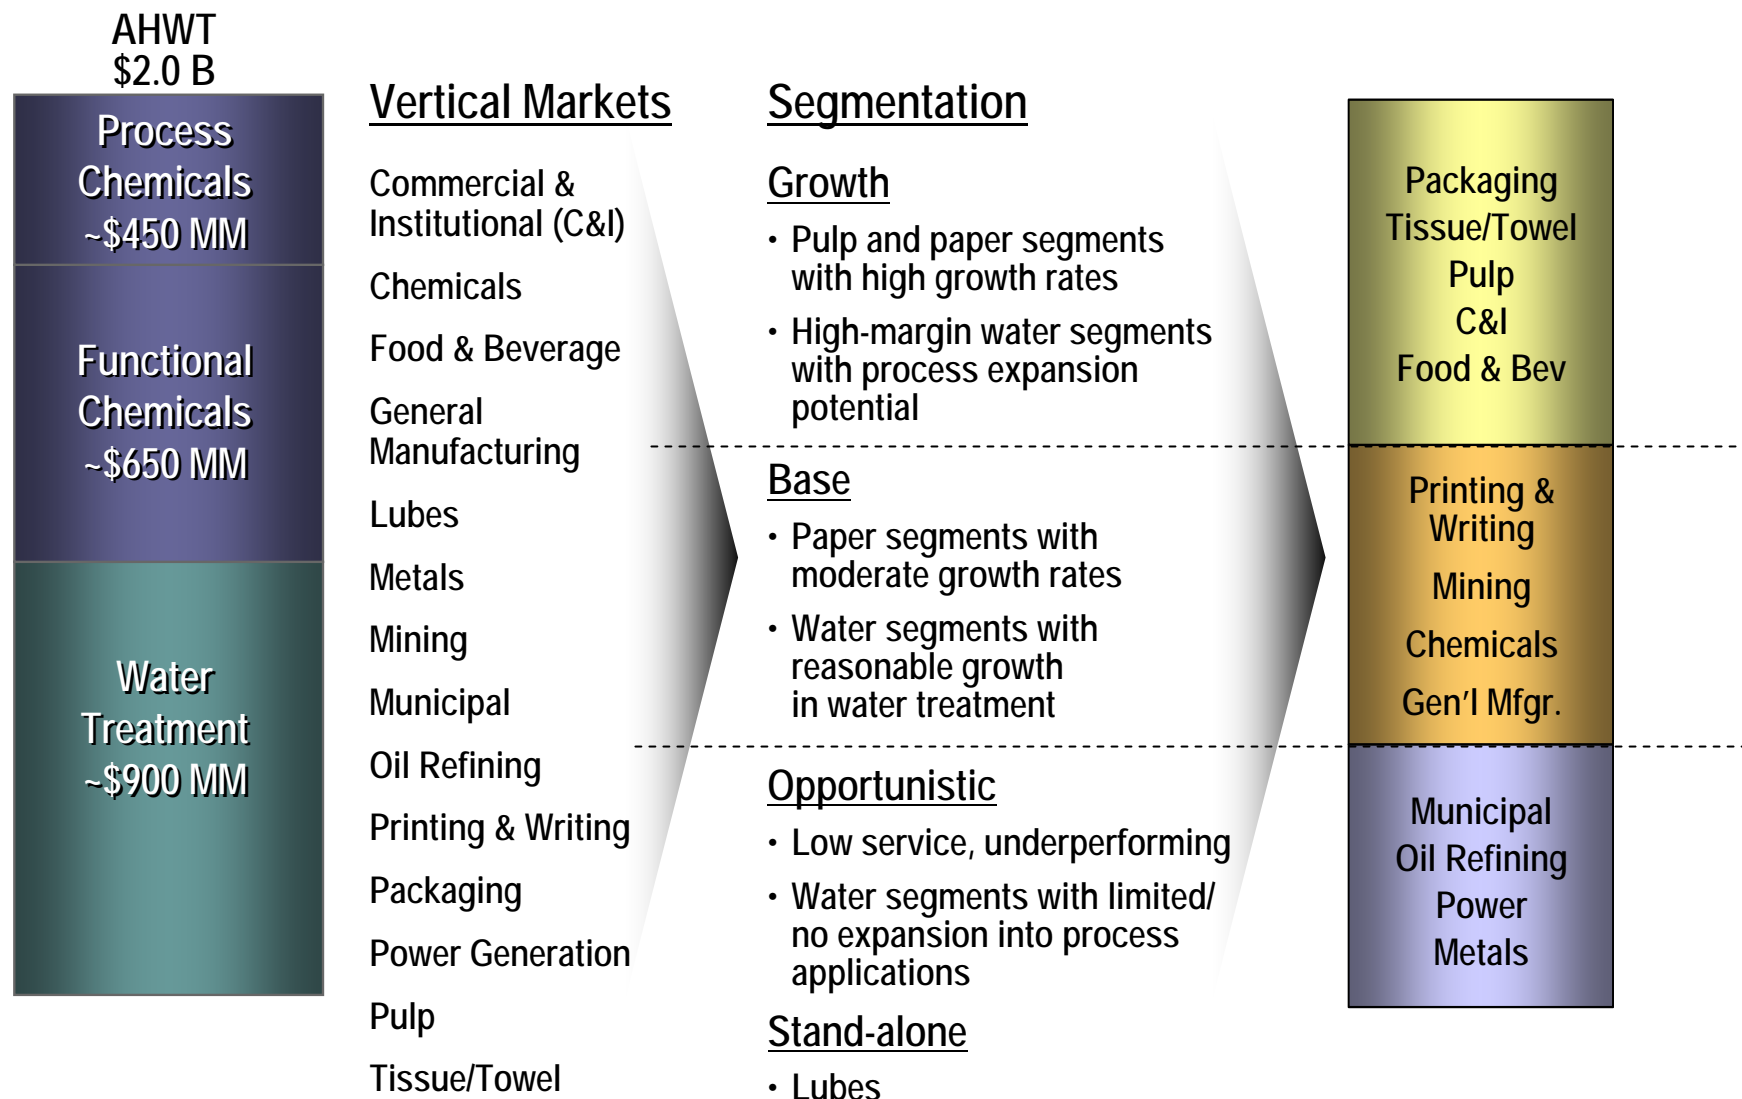 AHWT
$2.0 B
Process
Chemicals
~$450 MM
Functional
Chemicals
~$650 MM
Water
Treatment
~$900 MM
Vertical Markets
Commercial &
Institutional (C&I)
Chemicals
Food & Beverage
General
Manufacturing
Lubes
Metals
Mining
Municipal
Oil Refining
Printing & Writing
Packaging
Power Generation
Pulp
Tissue/Towel
Segmentation
Growth
• Pulp and paper segments
with high growth rates
• High-margin water segments
with process expansion
potential
Base
• Paper segments with
moderate growth rates
• Water segments with
reasonable growth
in water treatment
Opportunistic
• Low service, underperforming
• Water segments with limited/
no expansion into process
applications
Stand-alone
• Lubes
Packaging
Tissue/Towel
Pulp
C&I
Food & Bev
Printing &
Writing
Mining
Chemicals
Gen'l Mfgr.
Municipal
Oil Refining
Power
Metals